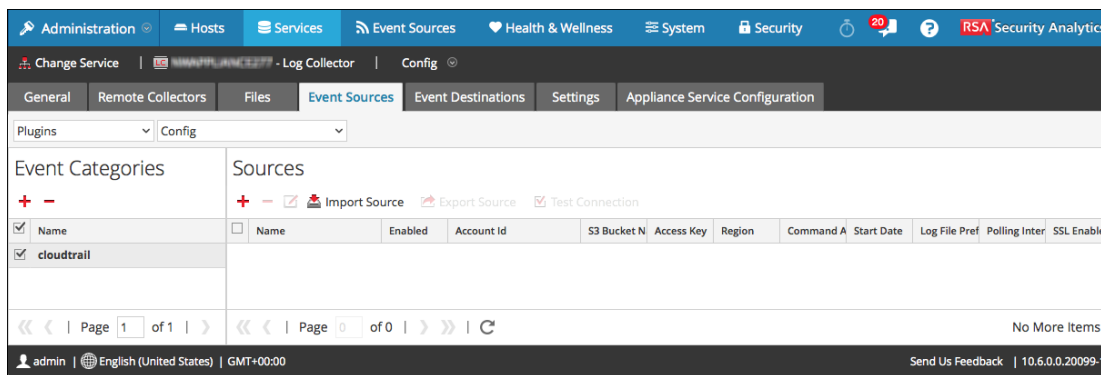 Administration Hosts Services Event Sources Health & Wellness System Security 20 ? RSA Security Analytics
Change Service | LC - Log Collector | Config
General Remote Collectors Files Event Sources Event Destinations Settings Appliance Service Configuration
Plugins Config
Event Categories Sources
Import Source Export Source Test Connection
Name Name Enabled Account Id S3 Bucket N Access Key Region Command A Start Date Log File Pref Polling Inter SSL Enable
cloudtrail
Page 1 of 1 | Page 0 of 0 | No More Items
admin | English (United States) | GMT+00:00 Send Us Feedback | 10.6.0.0.20099-